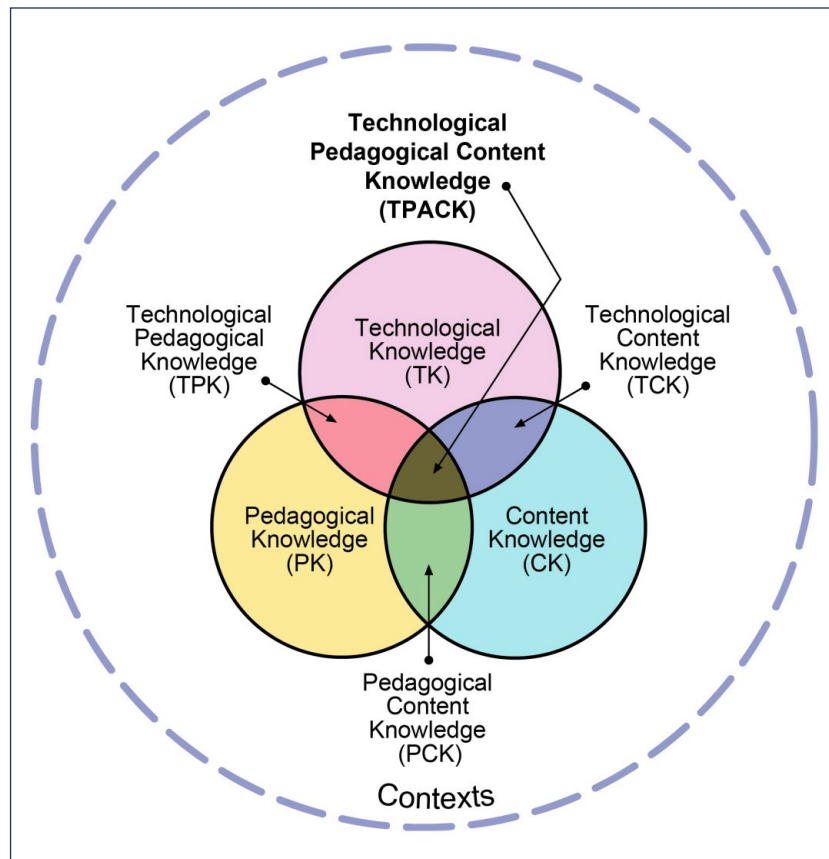 Technological
Pedagogical Content
Knowledge
(TPACK)
Technological
Pedagogical
Knowledge
(TPK)
Technological
Knowledge
(TK)
Technological
Content
Knowledge
(TCK)
Pedagogical
Knowledge
(PK)
Content
Knowledge
(CK)
Pedagogical
Content
Knowledge
(PCK)
Contexts